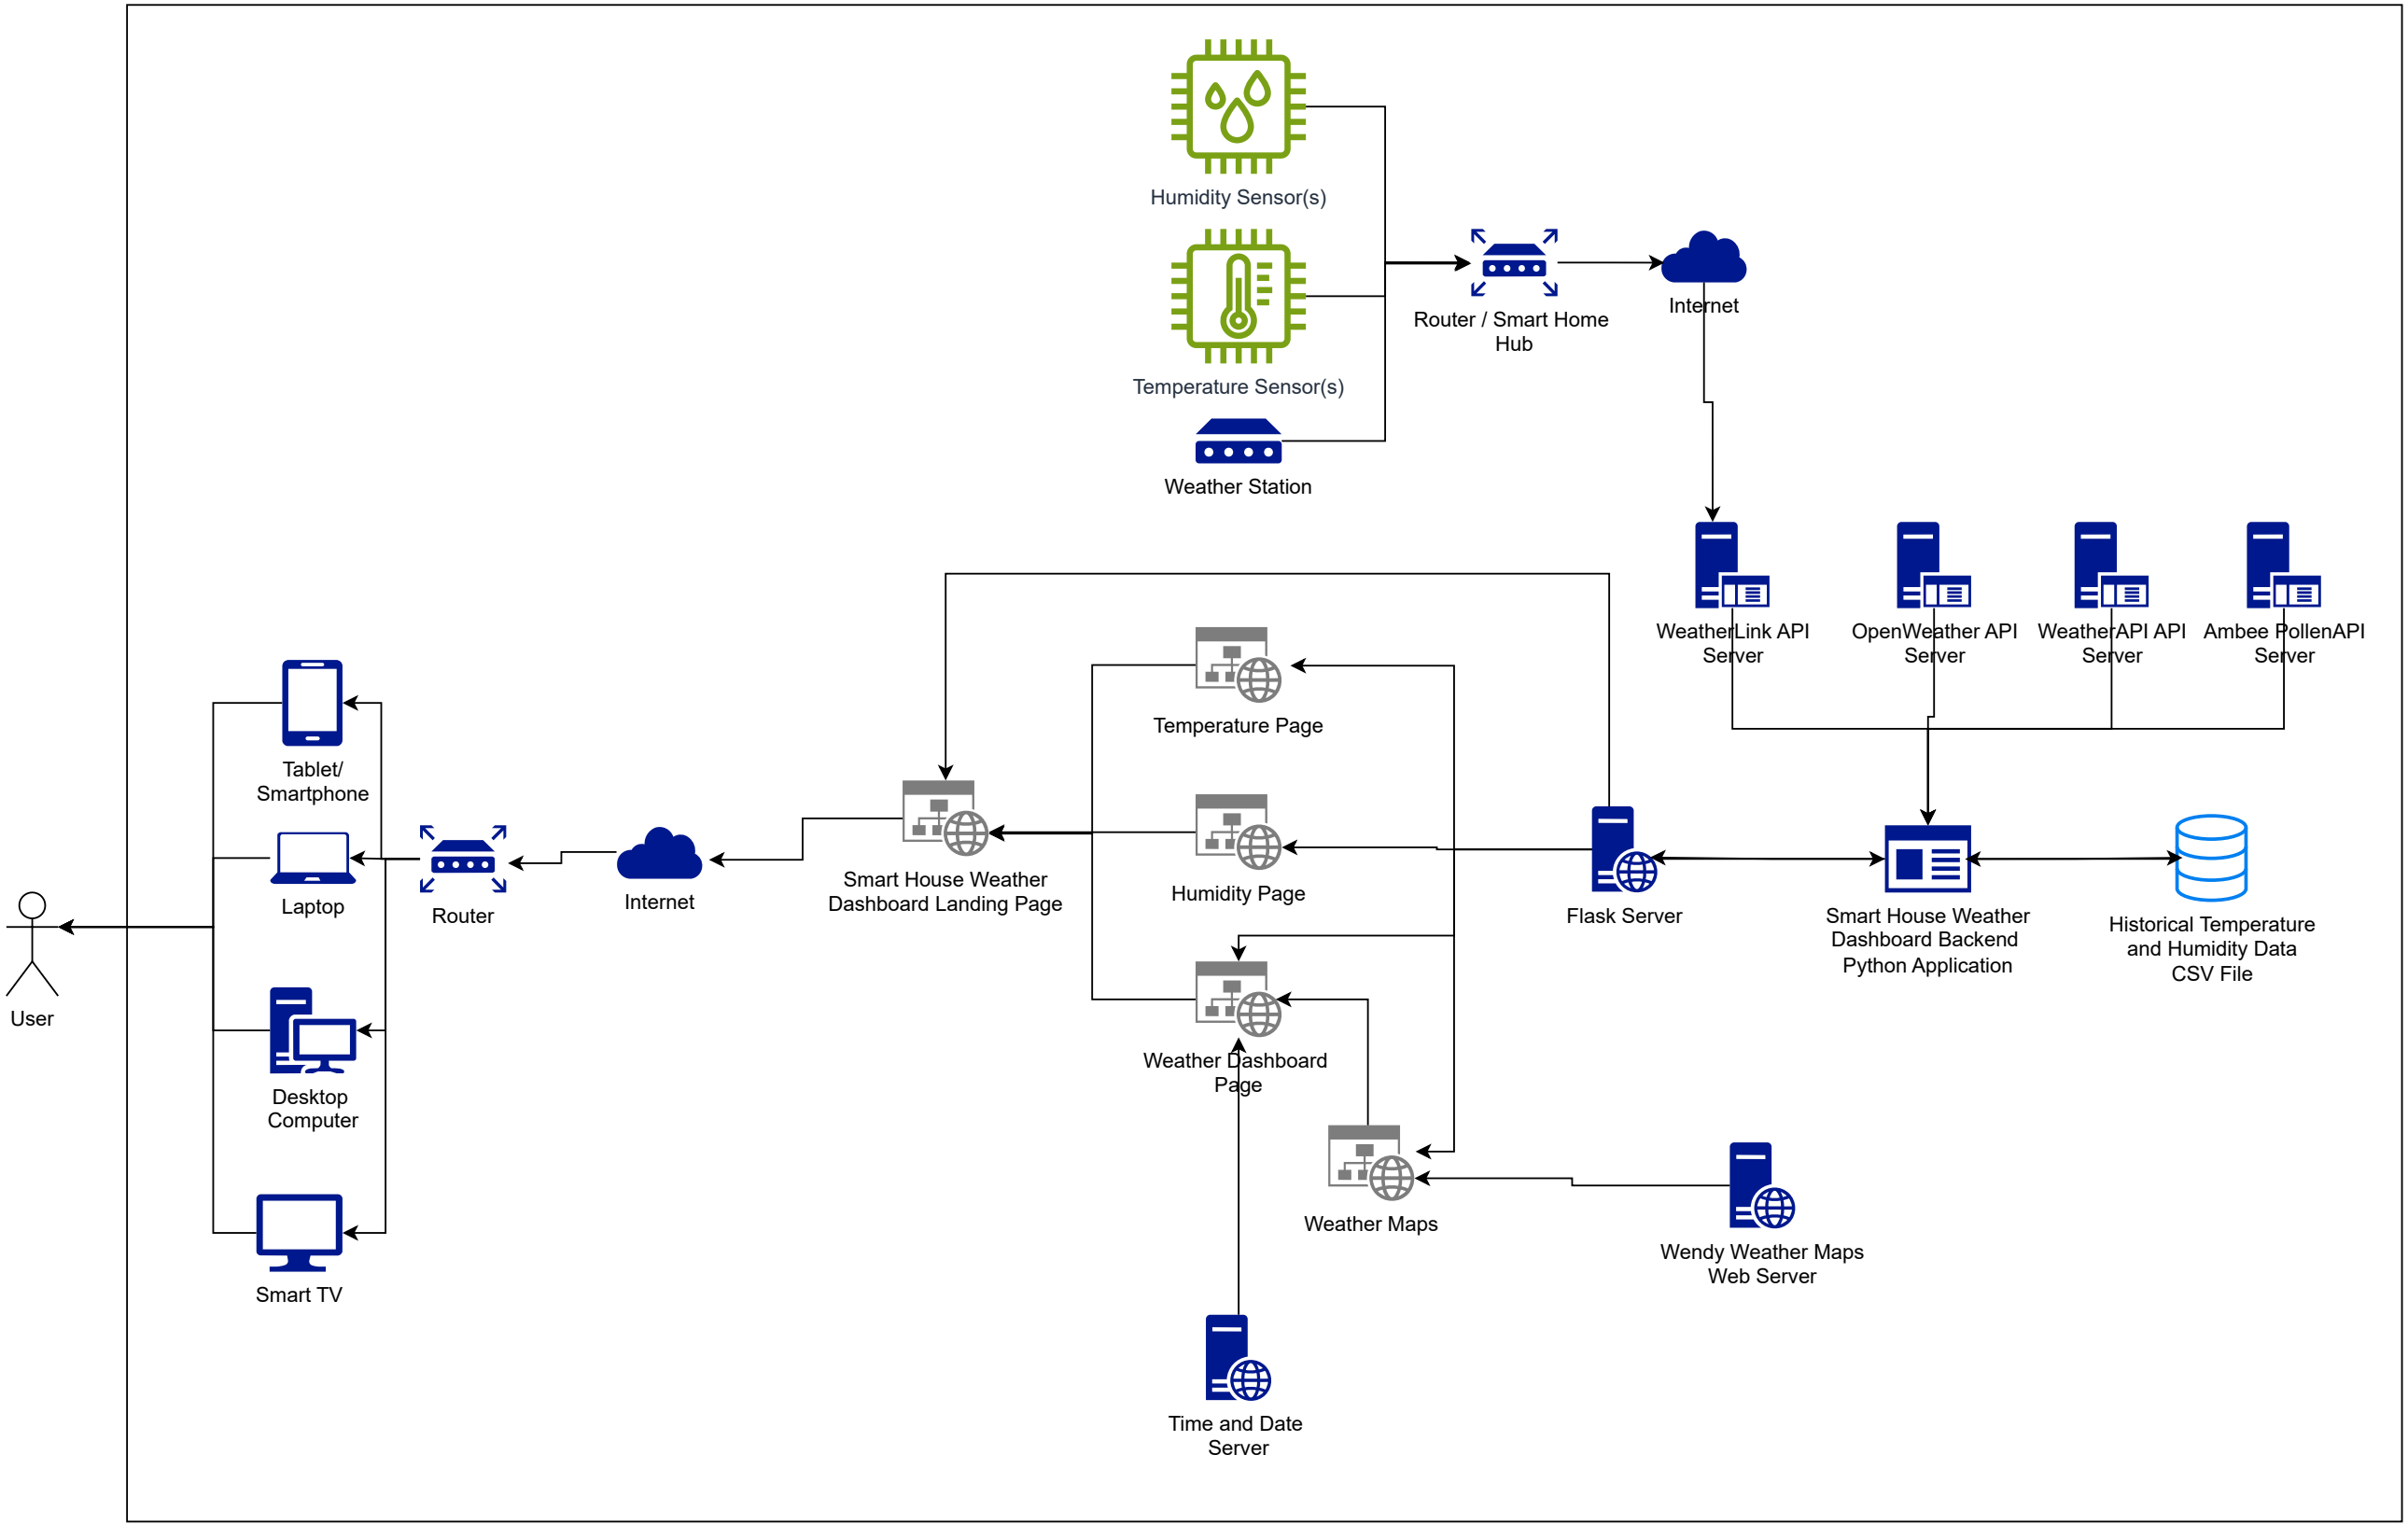 Humidity Sensor(s)
Temperature Sensor(s)
Weather Station
Router / Smart Home
Hub
Internet
WeatherLink API
Server
OpenWeather API
Server
WeatherAPI API
Server
Ambee PollenAPI
Server
Tablet/
Smartphone
Laptop
Desktop
Computer
Smart TV
User
Router
Internet
Smart House Weather
Dashboard Landing Page
Temperature Page
Humidity Page
Weather Dashboard
Page
Weather Maps
Flask Server
Smart House Weather
Dashboard Backend
Python Application
Historical Temperature
and Humidity Data
CSV File
Wendy Weather Maps
Web Server
Time and Date
Server